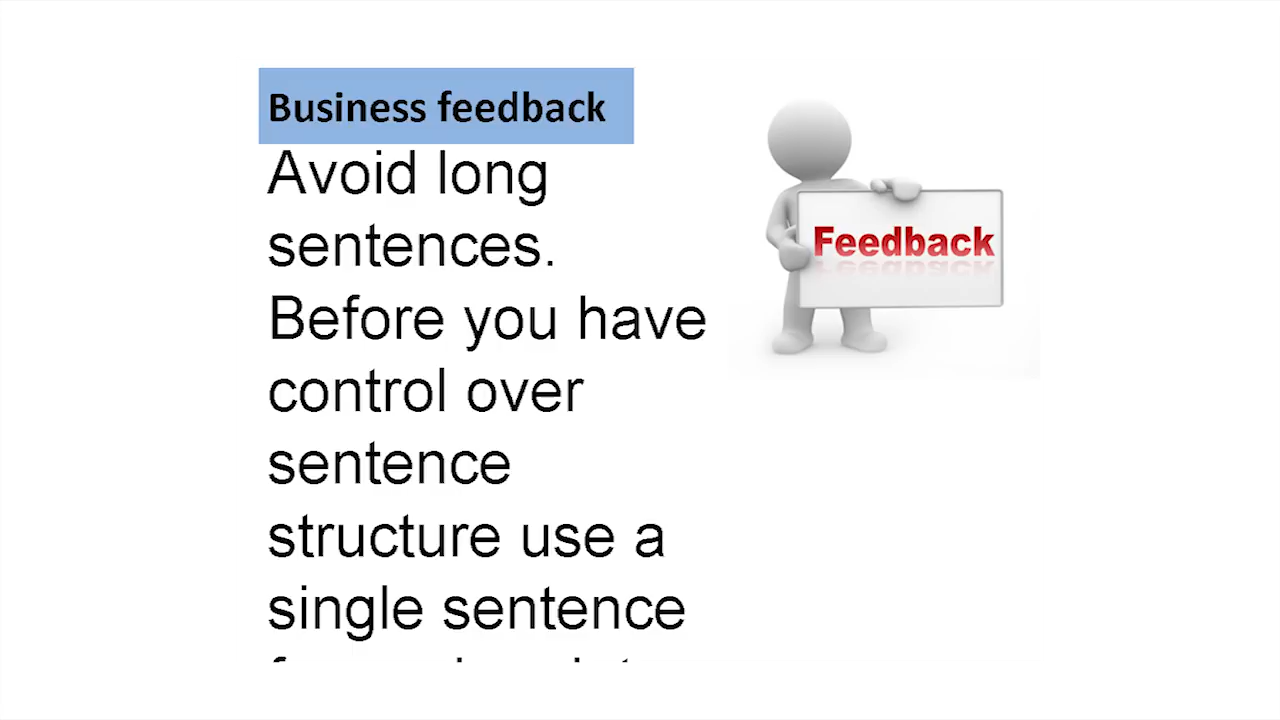 Business feedback
Avoid long
sentences.
Before you have
control over
sentence
structure use a
single sentence
Feedback